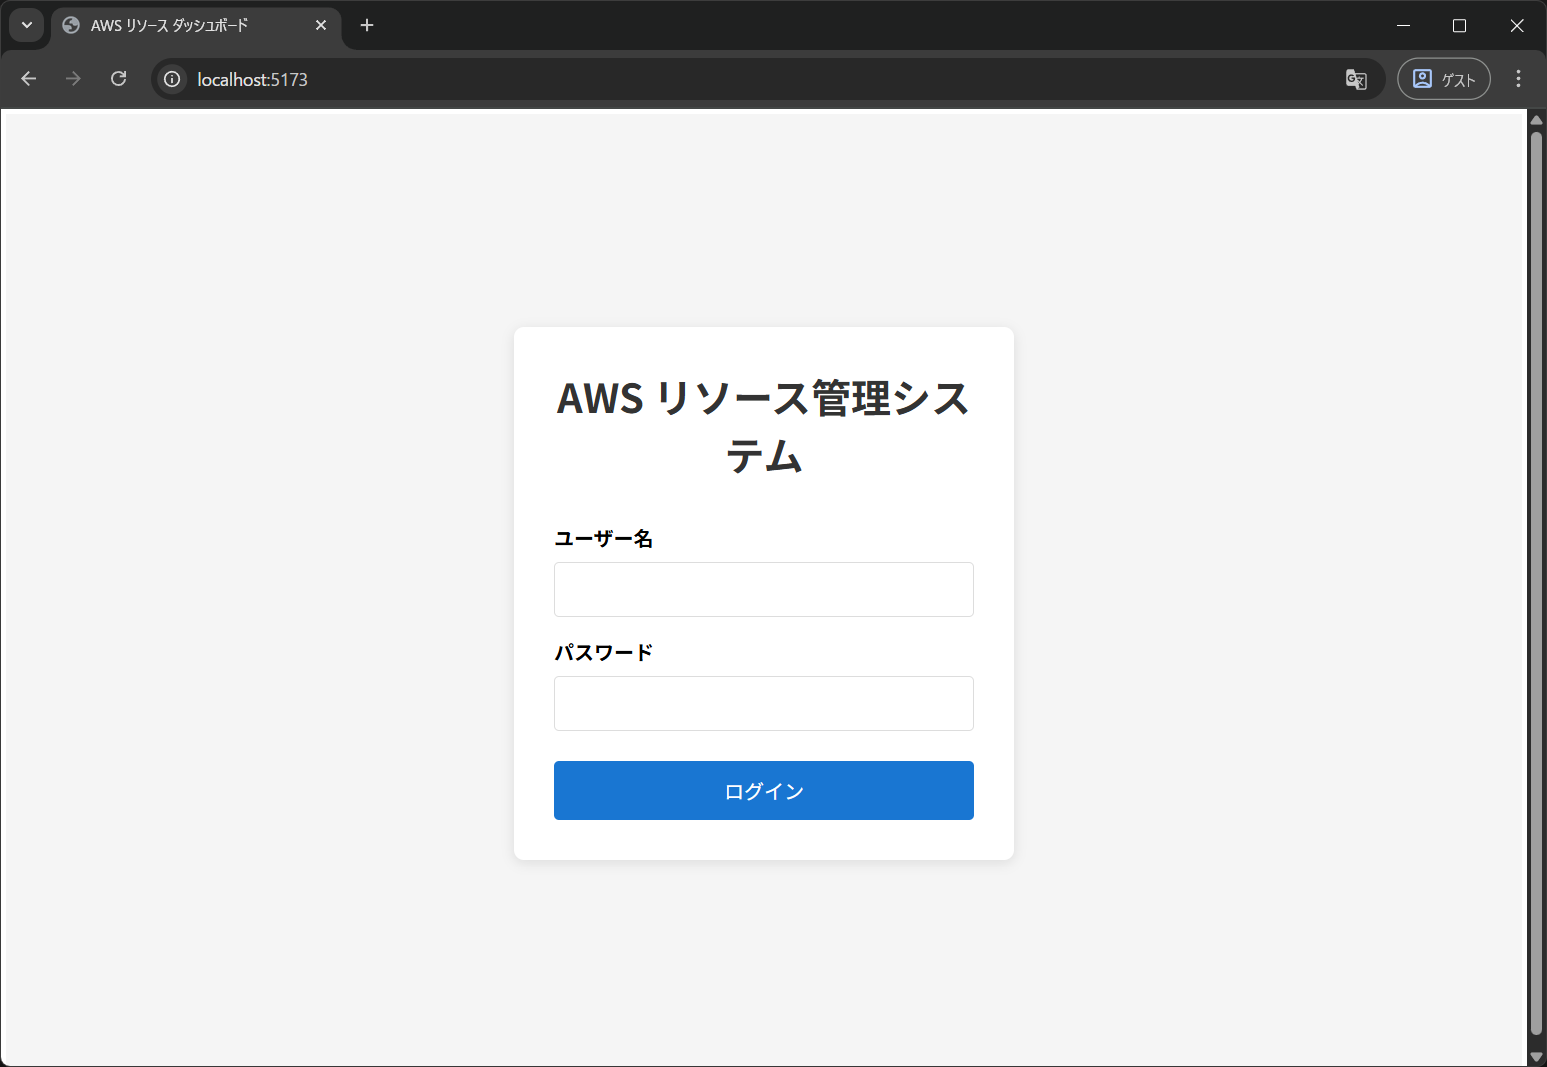 AWS リソース ダッシュボード
localhost:5173
ゲスト
AWS リソース管理シス
テム
ユーザー名
パスワード
ログイン